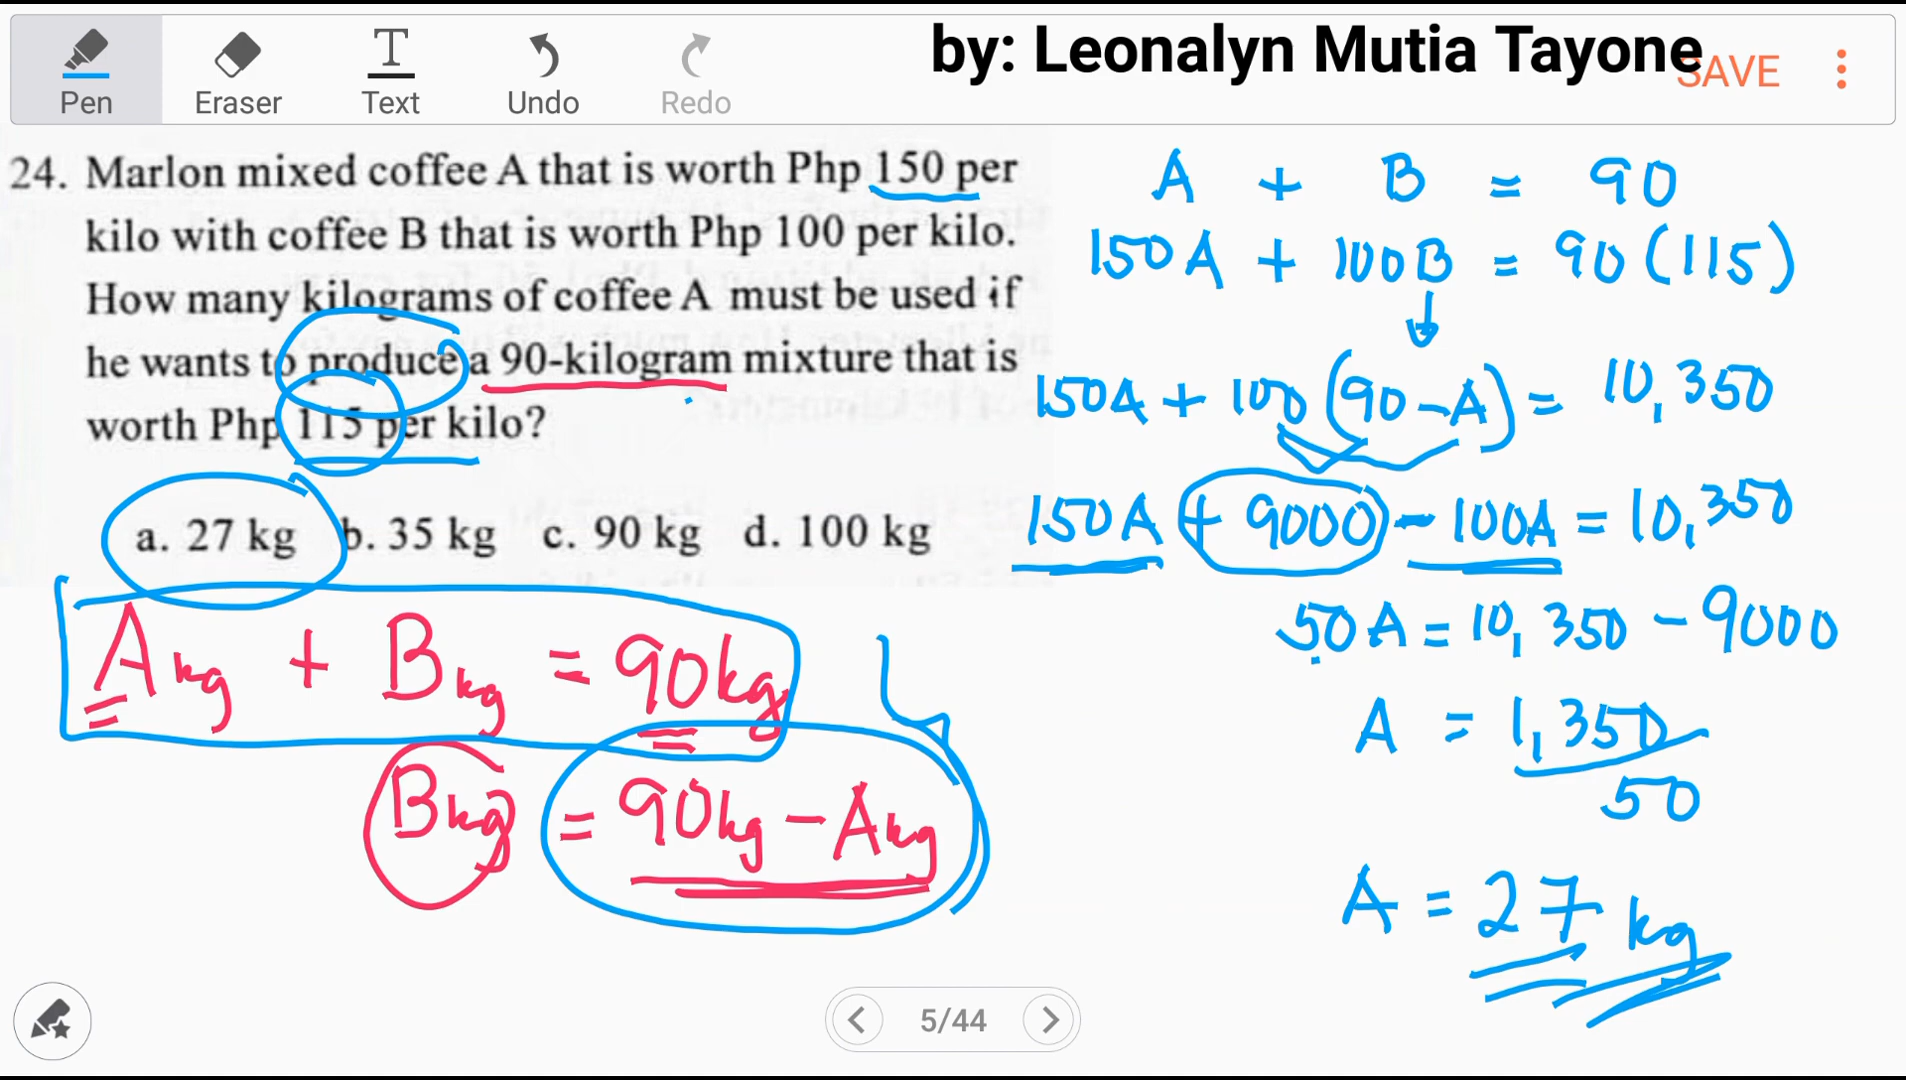 by: Leonalyn Mutia Tayone
SAVE
Pen
Eraser
Text
Undo
Redo
24. Marlon mixed coffee A that is worth Php 150 per
kilo with coffee B that is worth Php 100 per kilo.
How many kilograms of coffee A must be used if
he wants to produce a 90-kilogram mixture that is
worth Php 115 per kilo?
a. 27 kg b. 35 kg c. 90 kg d. 100 kg
A kg + B kg = 90kg
B kg = 90kg - A kg
A + B = 90
150A + 100B = 90(115)
150A + 100(90-A) = 10,350
150A + 9000 - 100A = 10,350
50A = 10,350 - 9000
A = 1,350
50
A = 27 kg
5/44